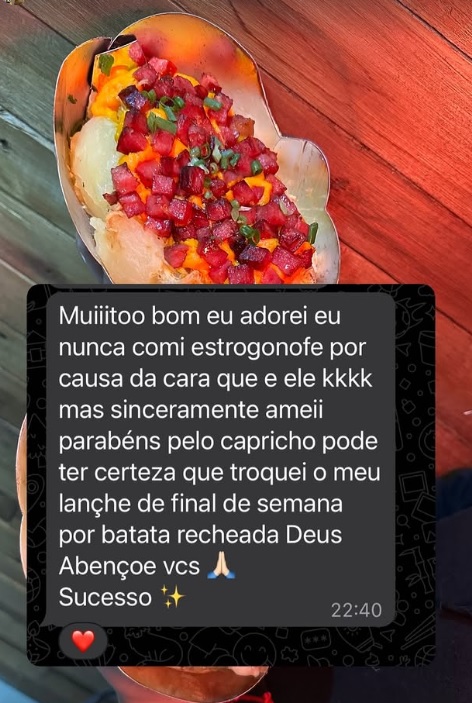 Muiiitoo bom eu adorei eu
nunca comi estrogonofe por
causa da cara que e ele kkkk
mas sinceramente ameii
parabéns pelo capricho pode
ter certeza que troquei o meu
lançhe de final de semana
por batata recheada Deus
Abençoe vcs 🙏🏻
Sucesso ✨
22:40